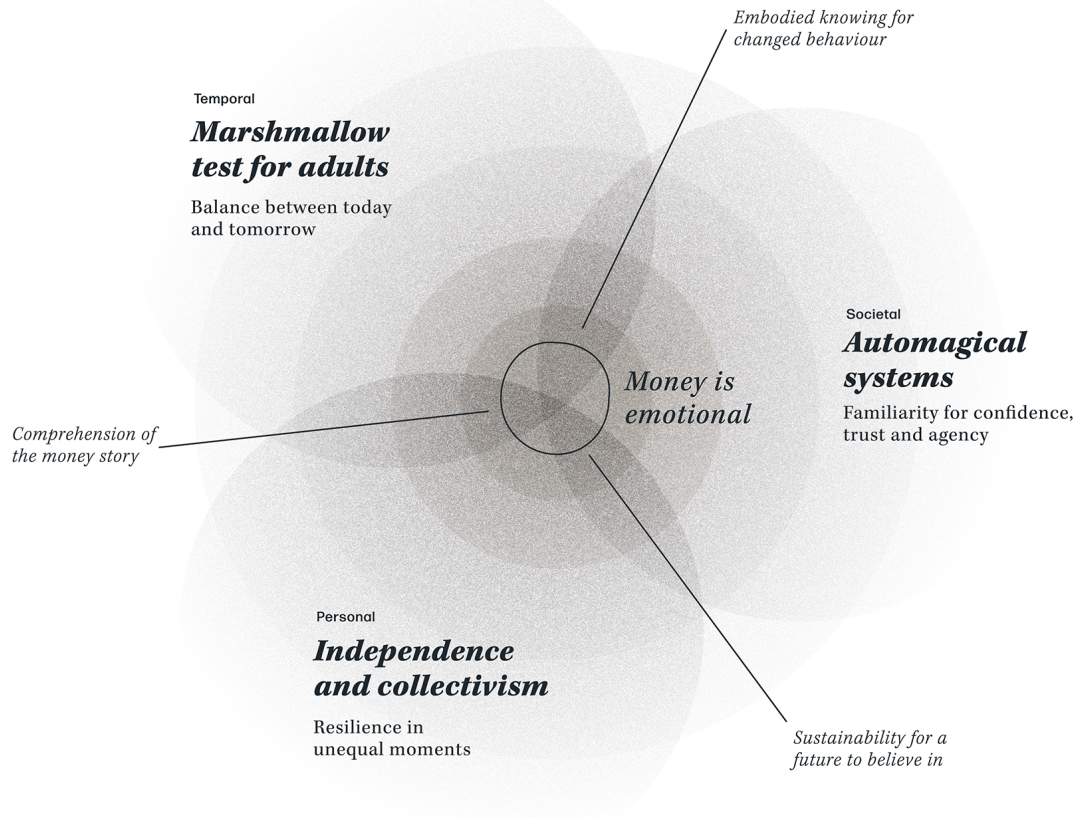 Embodied knowing for
changed behaviour
Temporal
Marshmallow
test for adults
Balance between today
and tomorrow
Societal
Automagical
systems
Familiarity for confidence,
trust and agency
Money is
emotional
Comprehension of
the money story
Personal
Independence
and collectivism
Resilience in
unequal moments
Sustainability for a
future to believe in